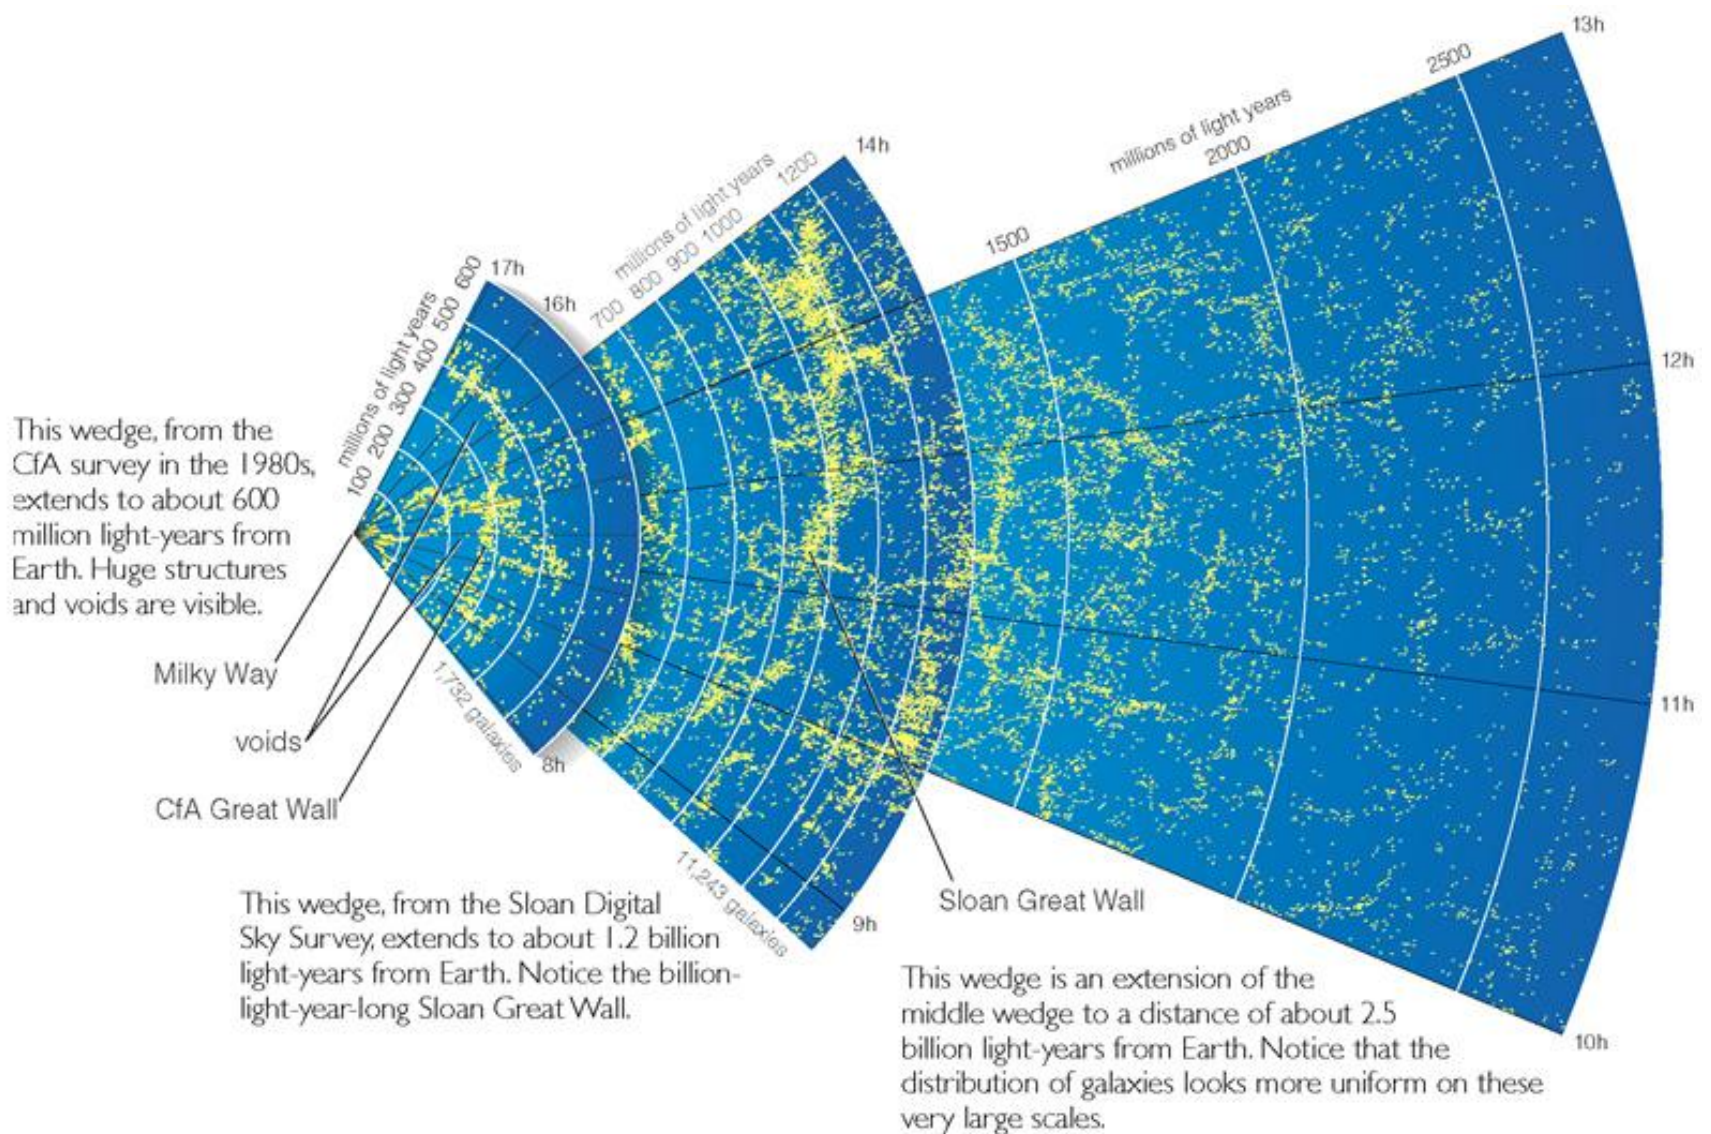 13h
2500
millions of light years
2000
14h
1200
millions of light years
1000
900
800
700
1500
17h
600
500
400
300
200
100
millions of light years
16h
12h
This wedge, from the
CfA survey in the 1980s,
extends to about 600
million light-years from
Earth. Huge structures
and voids are visible.
Milky Way
voids
CfA Great Wall
1,732 galaxies
8h
11h
11,243 galaxies
9h
Sloan Great Wall
10h
This wedge, from the Sloan Digital
Sky Survey, extends to about 1.2 billion
light-years from Earth. Notice the billion-
light-year-long Sloan Great Wall.
This wedge is an extension of the
middle wedge to a distance of about 2.5
billion light-years from Earth. Notice that the
distribution of galaxies looks more uniform on these
very large scales.